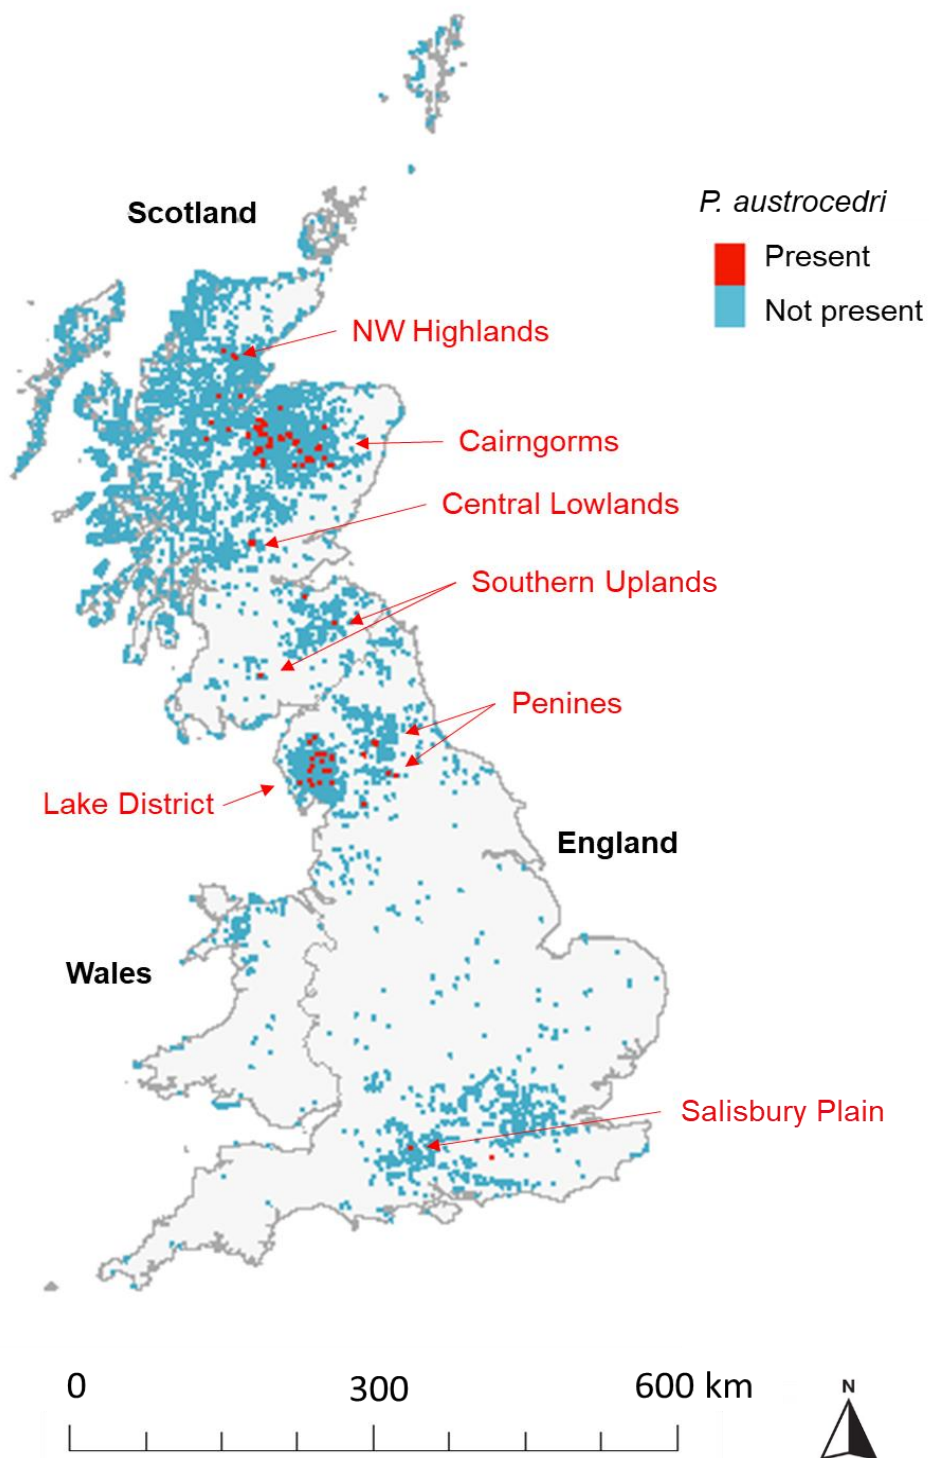 Scotland
P. austrocedri
Present
Not present
NW Highlands
Cairngorms
Central Lowlands
Southern Uplands
Penines
Lake District
England
Wales
Salisbury Plain
0 300 600 km
N